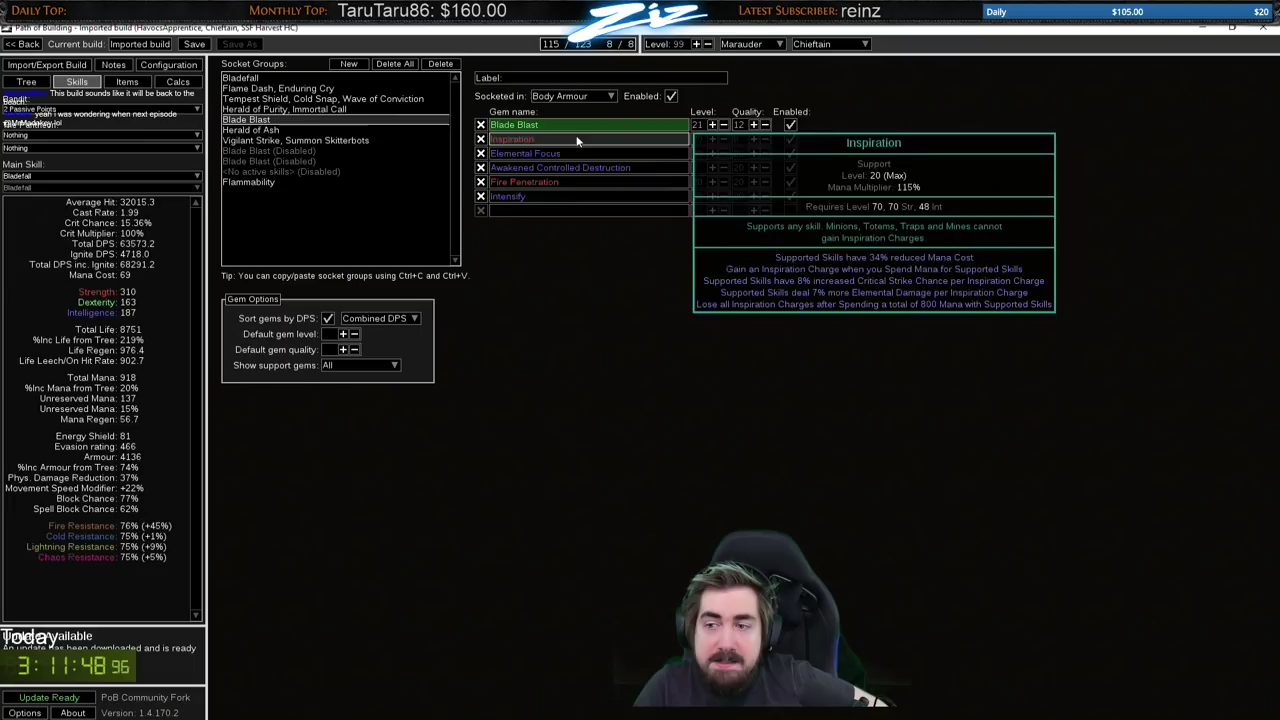 DAILY TOP:
MONTHLY TOP: TaruTaru86: $160.00
Ziz
LATEST SUBSCRIBER: reinz
Daily $105.00 $20
Path of Building - Imported build (HavocsApprentice, Chieftain, SSF Harvest HC)
<< Back Current build: Imported build Save Save As 115 / 123 8 / 8 Level: 99 + - Marauder Chieftain
Import/Export Build Notes Configuration
Tree Skills Items Calcs
This build sounds like it will be back to the
2 Passive Points
yeah i was wondering when next episode
Nothing
Nothing
Main Skill:
Bladefall
Bladefall
Average Hit: 32015.3
Cast Rate: 1.99
Crit Chance: 15.36%
Crit Multiplier: 100%
Total DPS: 63573.2
Ignite DPS: 4718.0
Total DPS inc. Ignite: 68291.2
Mana Cost: 69
Strength: 310
Dexterity: 163
Intelligence: 187
Total Life: 8751
%Inc Life from Tree: 219%
Life Regen: 976.4
Life Leech/On Hit Rate: 902.7
Total Mana: 918
%Inc Mana from Tree: 20%
Unreserved Mana: 137
Unreserved Mana: 15%
Mana Regen: 56.7
Energy Shield: 81
Evasion rating: 466
Armour: 4136
%Inc Armour from Tree: 74%
Phys. Damage Reduction: 37%
Movement Speed Modifier: +22%
Block Chance: 77%
Spell Block Chance: 62%
Fire Resistance: 76% (+45%)
Cold Resistance: 75% (+1%)
Lightning Resistance: 75% (+9%)
Chaos Resistance: 75% (+5%)
Today
Update Available
An update has been downloaded and is ready
3:11:48 96
Update Ready PoB Community Fork
Options About Version: 1.4.170.2
Socket Groups: New Delete All Delete
Bladefall
Flame Dash, Enduring Cry
Tempest Shield, Cold Snap, Wave of Conviction
Herald of Purity, Immortal Call
Blade Blast
Herald of Ash
Vigilant Strike, Summon Skitterbots
Blade Blast (Disabled)
Blade Blast (Disabled)
<No active skills> (Disabled)
Flammability
Tip: You can copy/paste socket groups using Ctrl+C and Ctrl+V.
Gem Options
Sort gems by DPS: Combined DPS
Default gem level: + -
Default gem quality: + -
Show support gems: All
Label:
Socketed in: Body Armour Enabled:
Gem name: Level: Quality: Enabled:
X Blade Blast 21 + - 12 + -
X Inspiration
X Elemental Focus
X Awakened Controlled Destruction
X Fire Penetration
X Intensify
X
Inspiration
Support
Level: 20 (Max)
Mana Multiplier: 115%
Requires Level 70, 70 Str, 48 Int
Supports any skill. Minions, Totems, Traps and Mines cannot
gain Inspiration Charges
Supported Skills have 34% reduced Mana Cost
Gain an Inspiration Charge when you Spend Mana for Supported Skills
Supported Skills have 8% increased Critical Strike Chance per Inspiration Charge
Supported Skills deal 7% more Elemental Damage per Inspiration Charge
Lose all Inspiration Charges after Spending a total of 800 Mana with Supported Skills